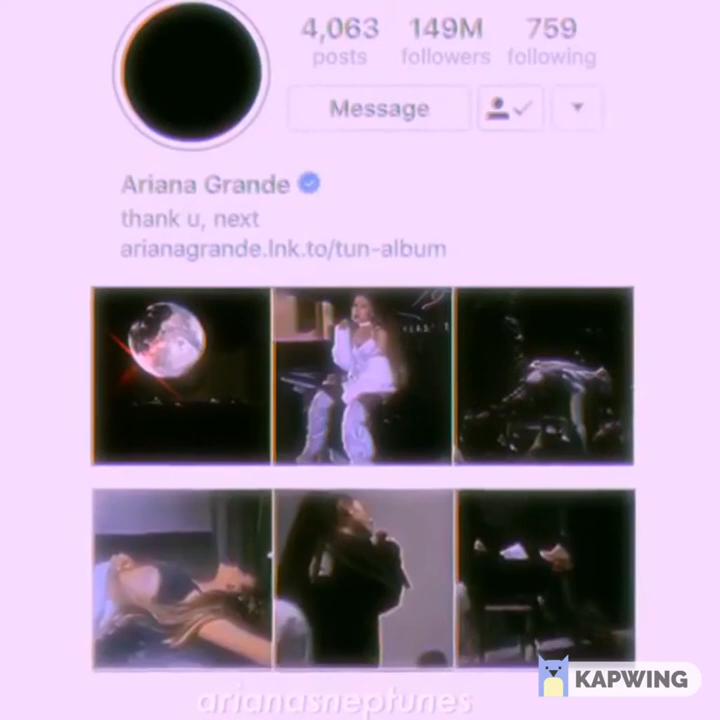 4,063 149M 759
posts followers following
Message
Ariana Grande
thank u, next
arianagrande.lnk.to/tun-album
KAPWING
arianasneptunes